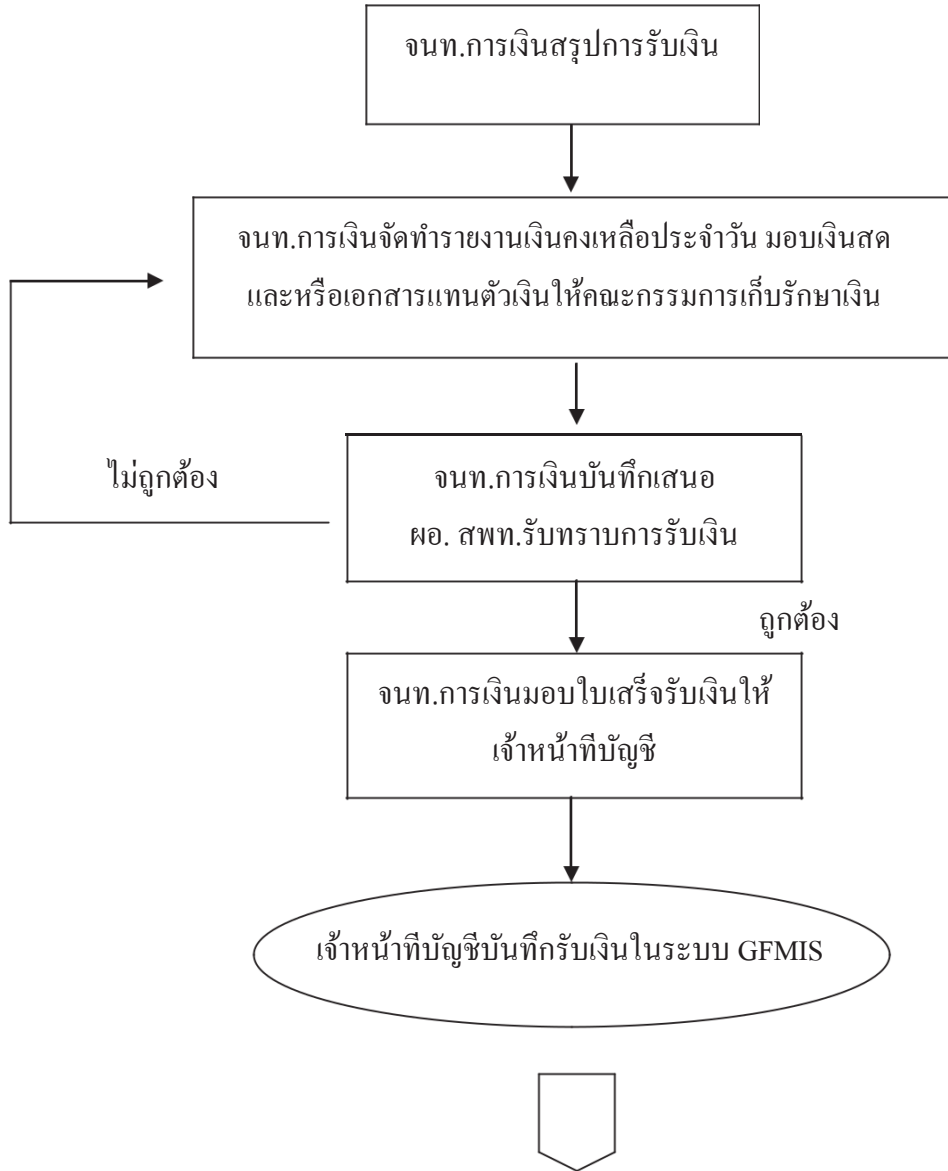 จนท.การเงินสรุปการรับเงิน
จนท.การเงินจัดทำรายงานเงินคงเหลือประจำวัน มอบเงินสด
และหรือเอกสารแทนตัวเงินให้คณะกรรมการเก็บรักษาเงิน
ไม่ถูกต้อง
จนท.การเงินบันทึกเสนอ
ผอ. สพท.รับทราบการรับเงิน
ถูกต้อง
จนท.การเงินมอบใบเสร็จรับเงินให้
เจ้าหน้าทีบัญชี
เจ้าหน้าทีบัญชีบันทึกรับเงินในระบบ GFMIS